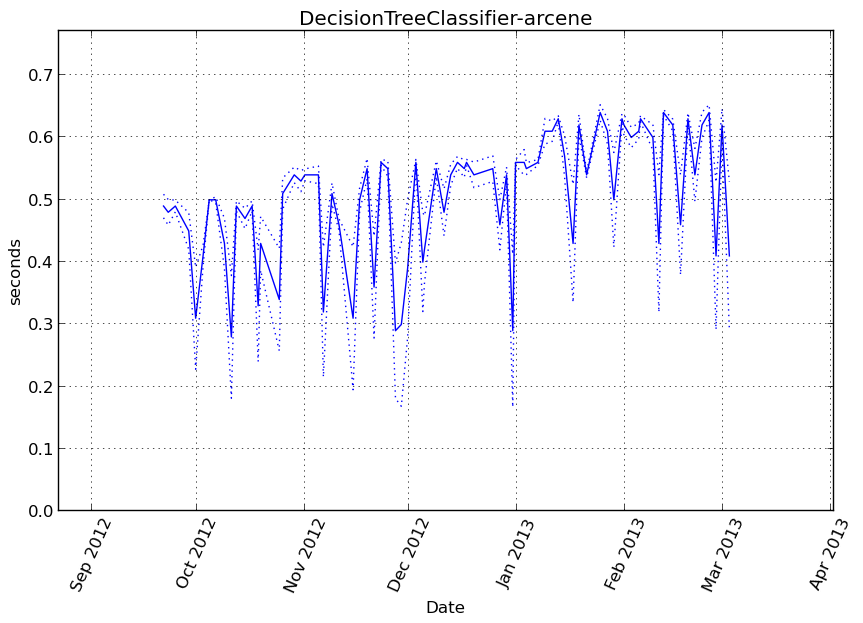 DecisionTreeClassifier-arcene
0.7
0.6
0.5
0.4
0.3
0.2
0.1
0.0
seconds
Sep 2012
Oct 2012
Nov 2012
Dec 2012
Jan 2013
Feb 2013
Mar 2013
Apr 2013
Date